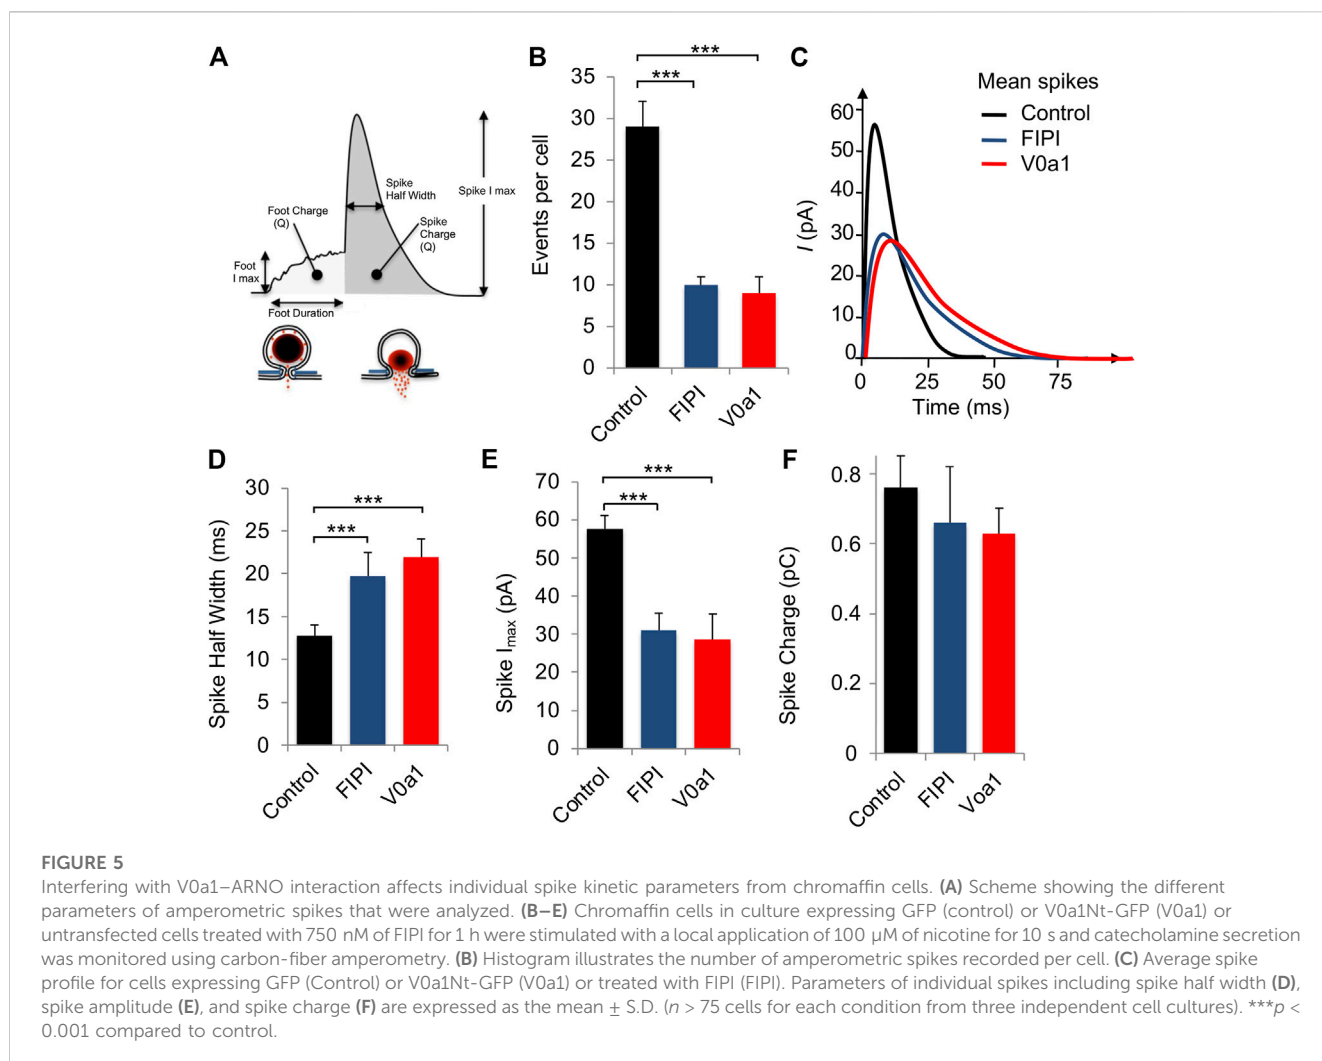 A
Spike
Half Width
Spike I max
Foot Charge
(Q)
Spike
Charge
(Q)
Foot
I max
Foot Duration
B
***
***
35
30
25
20
15
10
5
0
Events per cell
Control
FIPI
V0a1
C
Mean spikes
Control
FIPI
V0a1
60
50
40
30
20
10
0
I (pA)
0
25
50
75
Time (ms)
D
30
25
20
15
10
5
0
Spike Half Width (ms)
***
***
Control
FIPI
V0a1
E
70
60
50
40
30
20
10
0
Spike Imax (pA)
***
***
Control
FIPI
V0a1
F
0.8
0.6
0.4
0.2
0
Spike Charge (pC)
Control
FIPI
Voa1
FIGURE 5
Interfering with V0a1–ARNO interaction affects individual spike kinetic parameters from chromaffin cells. (A) Scheme showing the different
parameters of amperometric spikes that were analyzed. (B–E) Chromaffin cells in culture expressing GFP (control) or V0a1Nt-GFP (V0a1) or
untransfected cells treated with 750 nM of FIPI for 1 h were stimulated with a local application of 100 µM of nicotine for 10 s and catecholamine secretion
was monitored using carbon-fiber amperometry. (B) Histogram illustrates the number of amperometric spikes recorded per cell. (C) Average spike
profile for cells expressing GFP (Control) or V0a1Nt-GFP (V0a1) or treated with FIPI (FIPI). Parameters of individual spikes including spike half width (D),
spike amplitude (E), and spike charge (F) are expressed as the mean ± S.D. (n > 75 cells for each condition from three independent cell cultures). ***p <
0.001 compared to control.